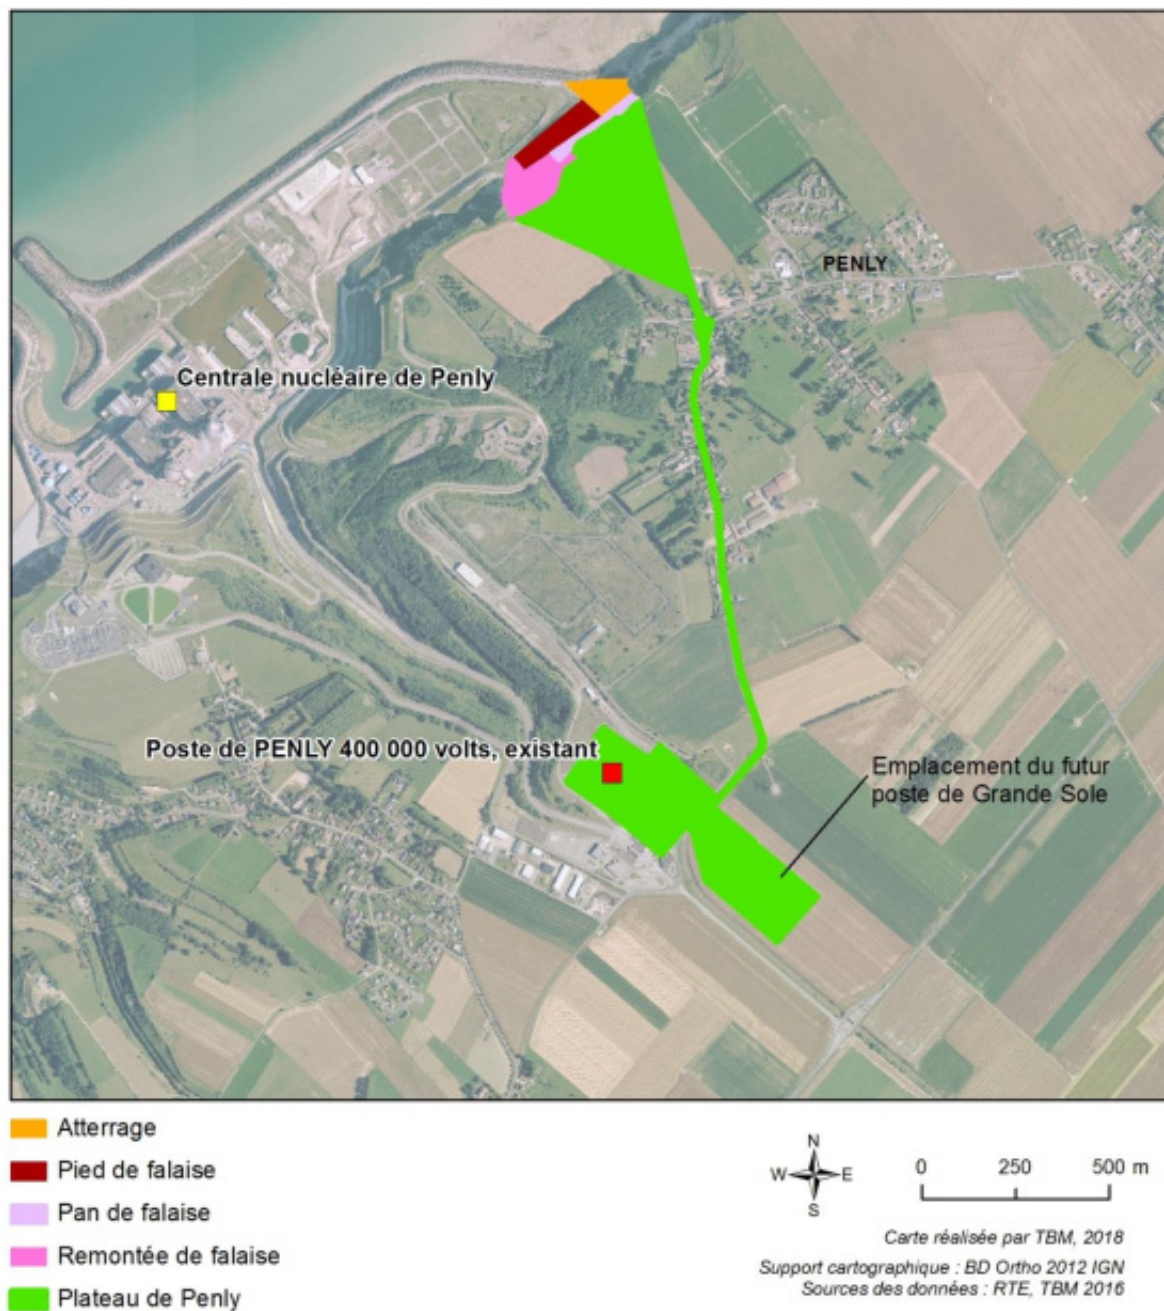 PENLY
Centrale nucléaire de Penly
Poste de PENLY 400 000 volts, existant
Emplacement du futur
poste de Grande Sole
Atterrage
Pied de falaise
Pan de falaise
Remontée de falaise
Plateau de Penly
N
W E
S
0 250 500 m
Carte réalisée par TBM, 2018
Support cartographique : BD Ortho 2012 IGN
Sources des données : RTE, TBM 2016